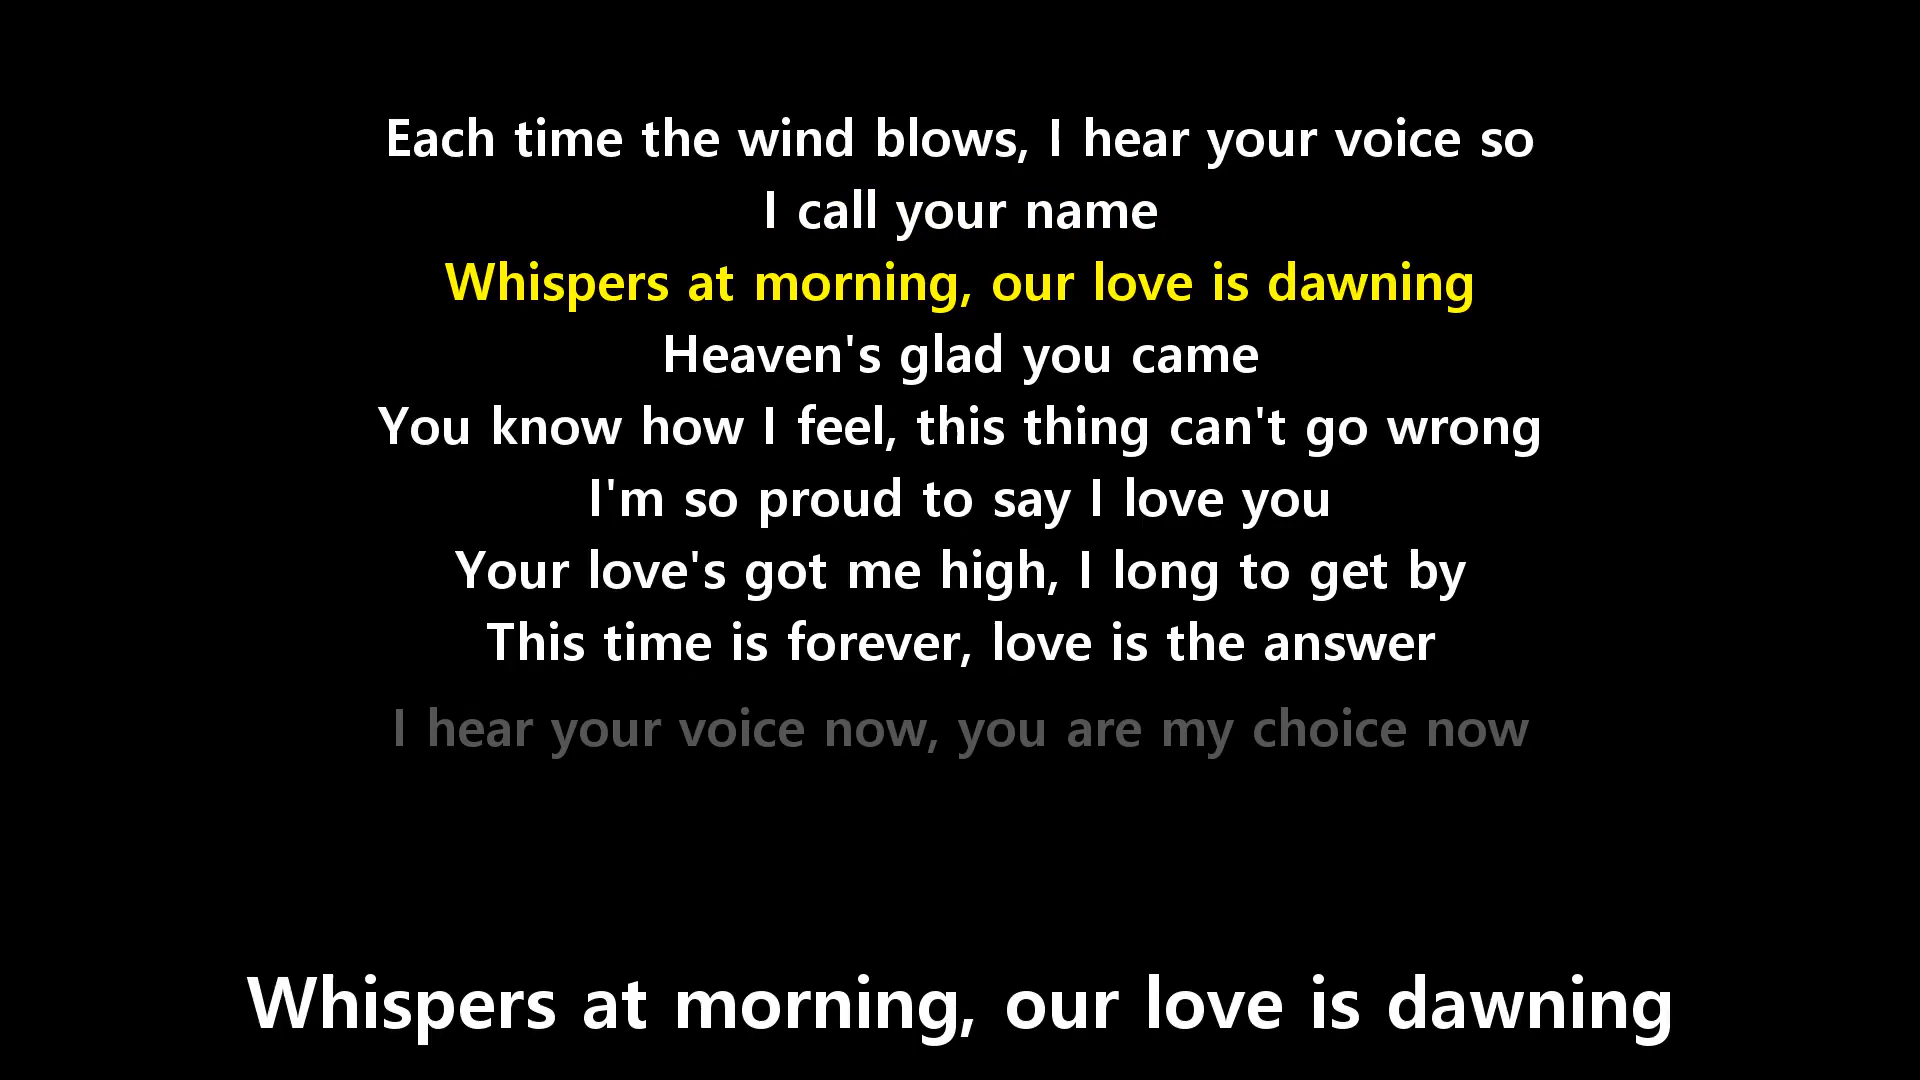 Each time the wind blows, I hear your voice so
I call your name
Whispers at morning, our love is dawning
Heaven's glad you came
You know how I feel, this thing can't go wrong
I'm so proud to say I love you
Your love's got me high, I long to get by
This time is forever, love is the answer
I hear your voice now, you are my choice now
Whispers at morning, our love is dawning